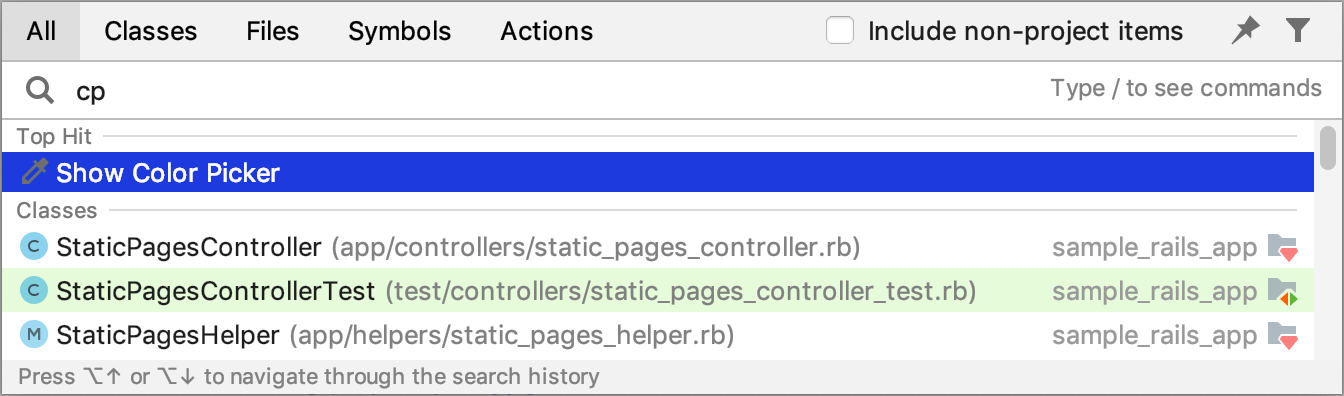 All Classes Files Symbols Actions Include non-project items
cp Type / to see commands
Top Hit
Show Color Picker
Classes
C StaticPagesController (app/controllers/static_pages_controller.rb) sample_rails_app
C StaticPagesControllerTest (test/controllers/static_pages_controller_test.rb) sample_rails_app
M StaticPagesHelper (app/helpers/static_pages_helper.rb) sample_rails_app
Press ⌥↑ or ⌥↓ to navigate through the search history